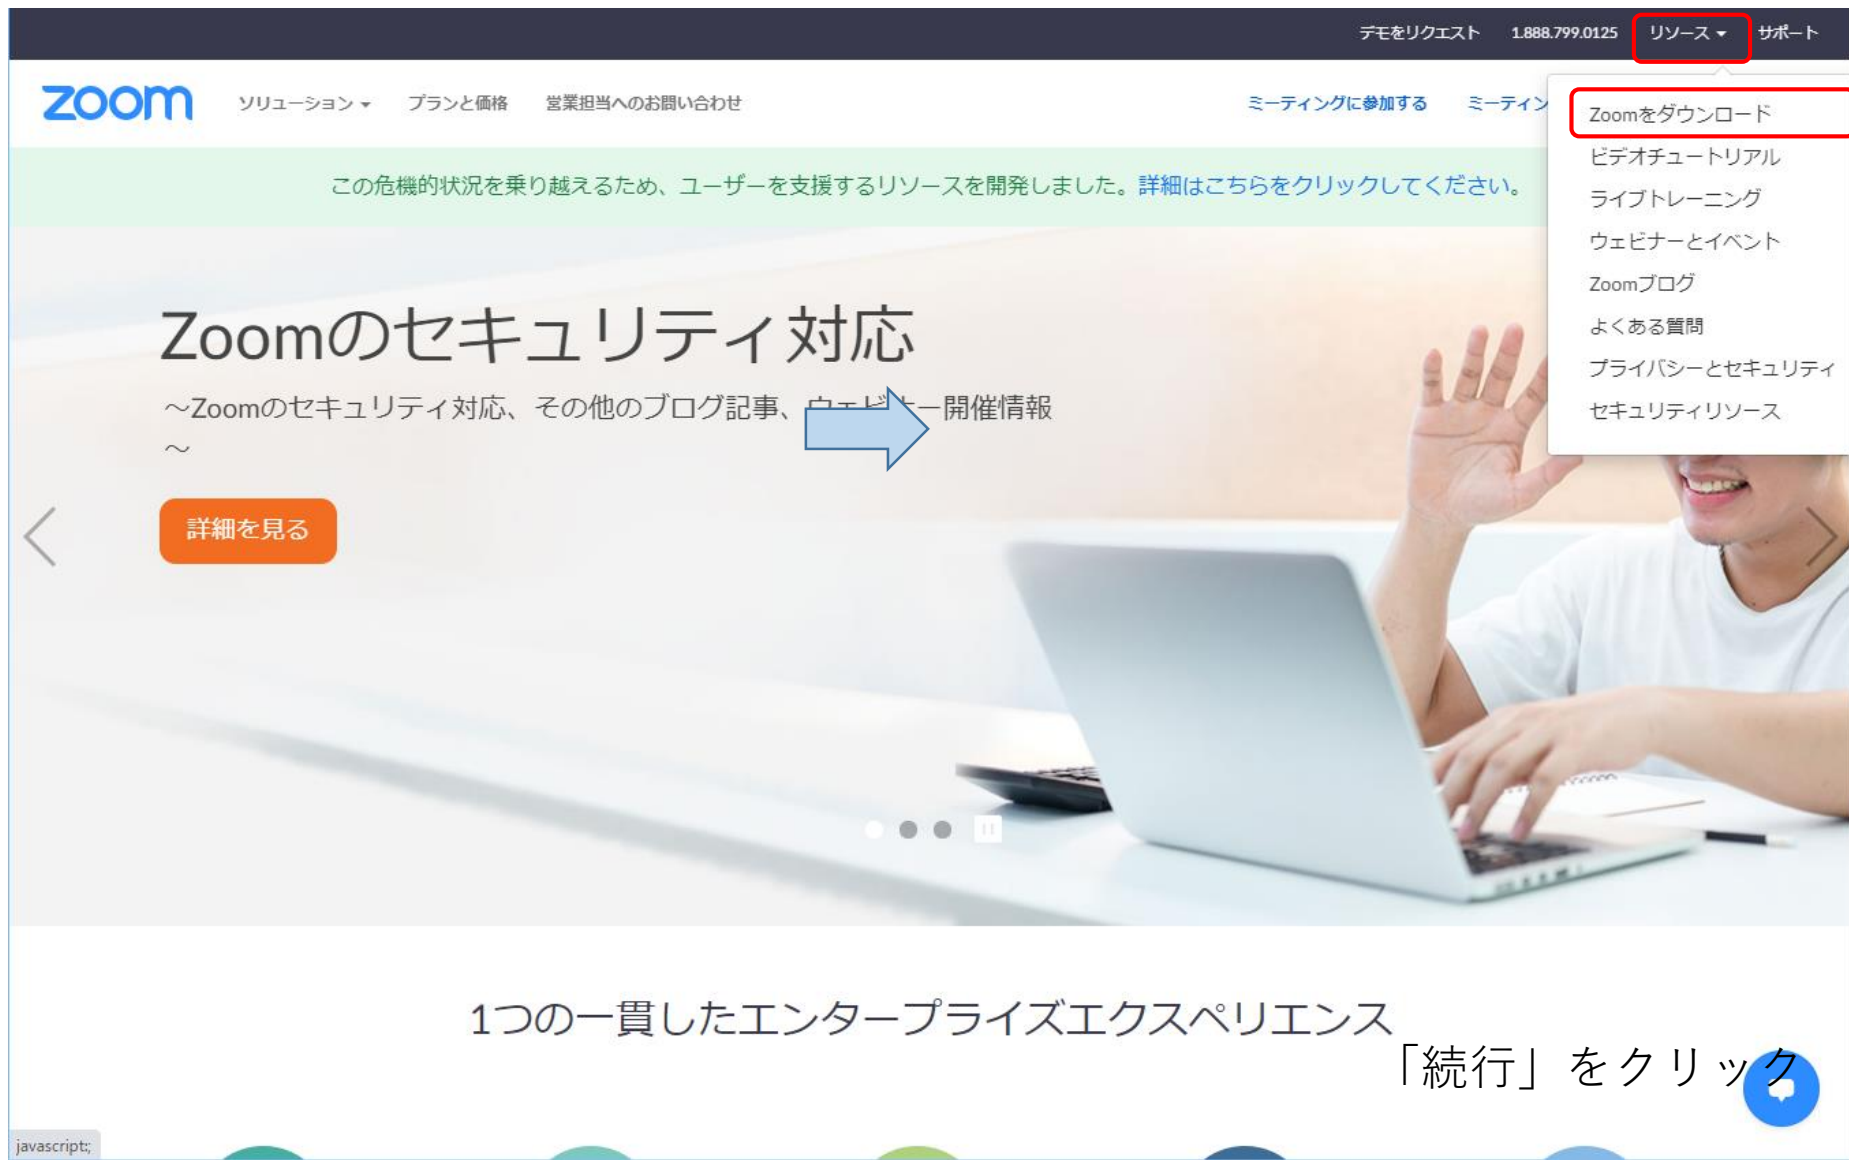 デモをリクエスト 1.888.799.0125 リソース サポート
zoom ソリューション プランと価格 営業担当へのお問い合わせ ミーティングに参加する ミーティン
Zoomをダウンロード
ビデオチュートリアル
ライブトレーニング
ウェビナーとイベント
Zoomブログ
よくある質問
プライバシーとセキュリティ
セキュリティリソース
この危機的状況を乗り越えるため、ユーザーを支援するリソースを開発しました。詳細はこちらをクリックしてください。
Zoomのセキュリティ対応
～Zoomのセキュリティ対応、その他のブログ記事、ウェビナー開催情報
～
詳細を見る
1つの一貫したエンタープライズエクスペリエンス
「続行」をクリック
javascript:;